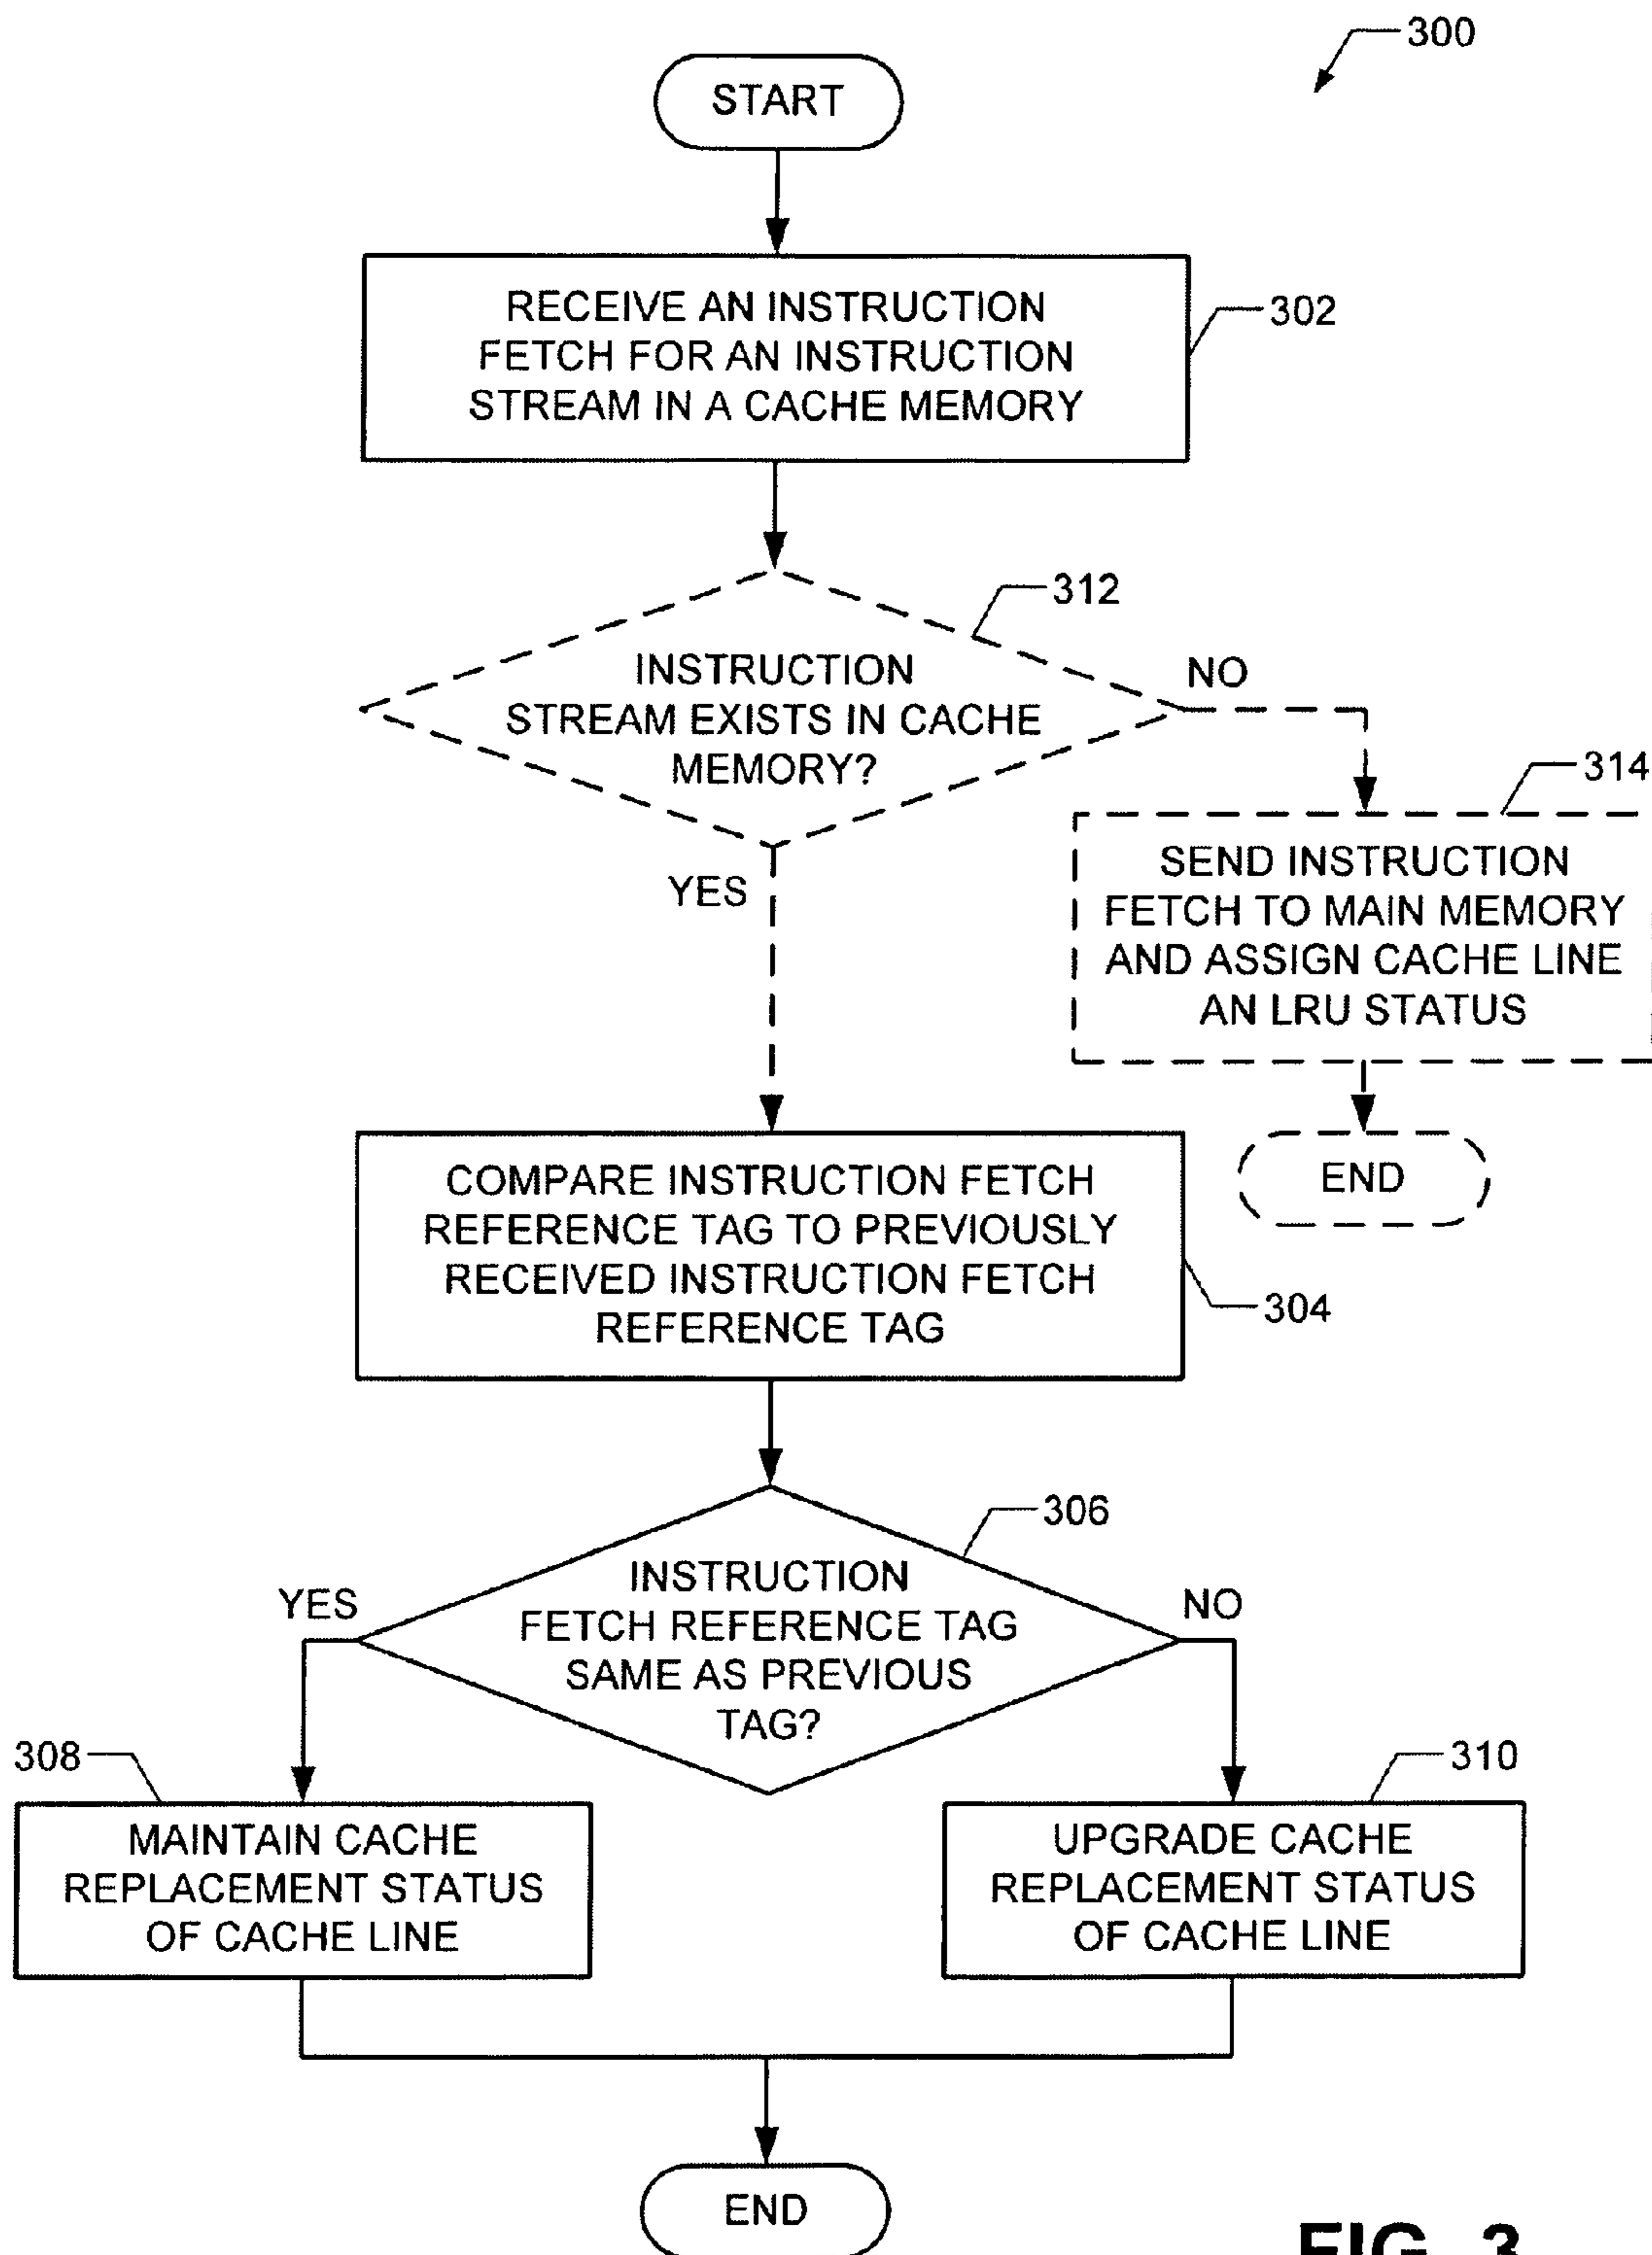 300
START
RECEIVE AN INSTRUCTION
FETCH FOR AN INSTRUCTION
STREAM IN A CACHE MEMORY
302
312
INSTRUCTION
STREAM EXISTS IN CACHE
MEMORY?
NO
YES
314
SEND INSTRUCTION
FETCH TO MAIN MEMORY
AND ASSIGN CACHE LINE
AN LRU STATUS
END
COMPARE INSTRUCTION FETCH
REFERENCE TAG TO PREVIOUSLY
RECEIVED INSTRUCTION FETCH
REFERENCE TAG
304
306
INSTRUCTION
FETCH REFERENCE TAG
SAME AS PREVIOUS
TAG?
YES
NO
308
MAINTAIN CACHE
REPLACEMENT STATUS
OF CACHE LINE
310
UPGRADE CACHE
REPLACEMENT STATUS
OF CACHE LINE
END
FIG. 3